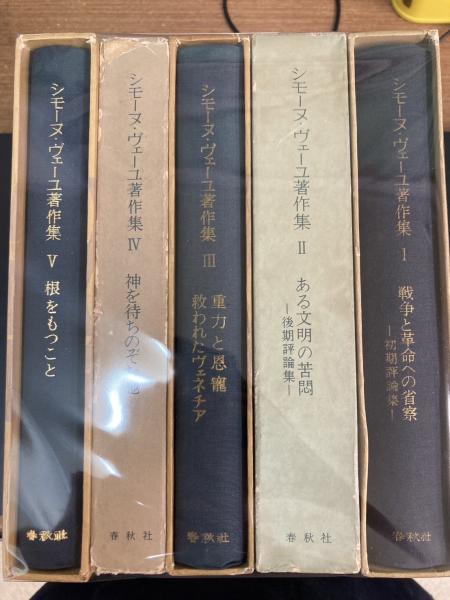 シモーヌ・ヴェーユ著作集 I 戦争と革命への省察
—初期評論集—
春秋社
シモーヌ・ヴェーユ著作集 II ある文明の苦悶
—後期評論集—
春秋社
シモーヌ・ヴェーユ著作集 III 重力と恩寵
救われたヴェネチア
春秋社
シモーヌ・ヴェーユ著作集 IV 神を待ちのぞむ
春秋社
シモーヌ・ヴェーユ著作集 V 根をもつこと
春秋社